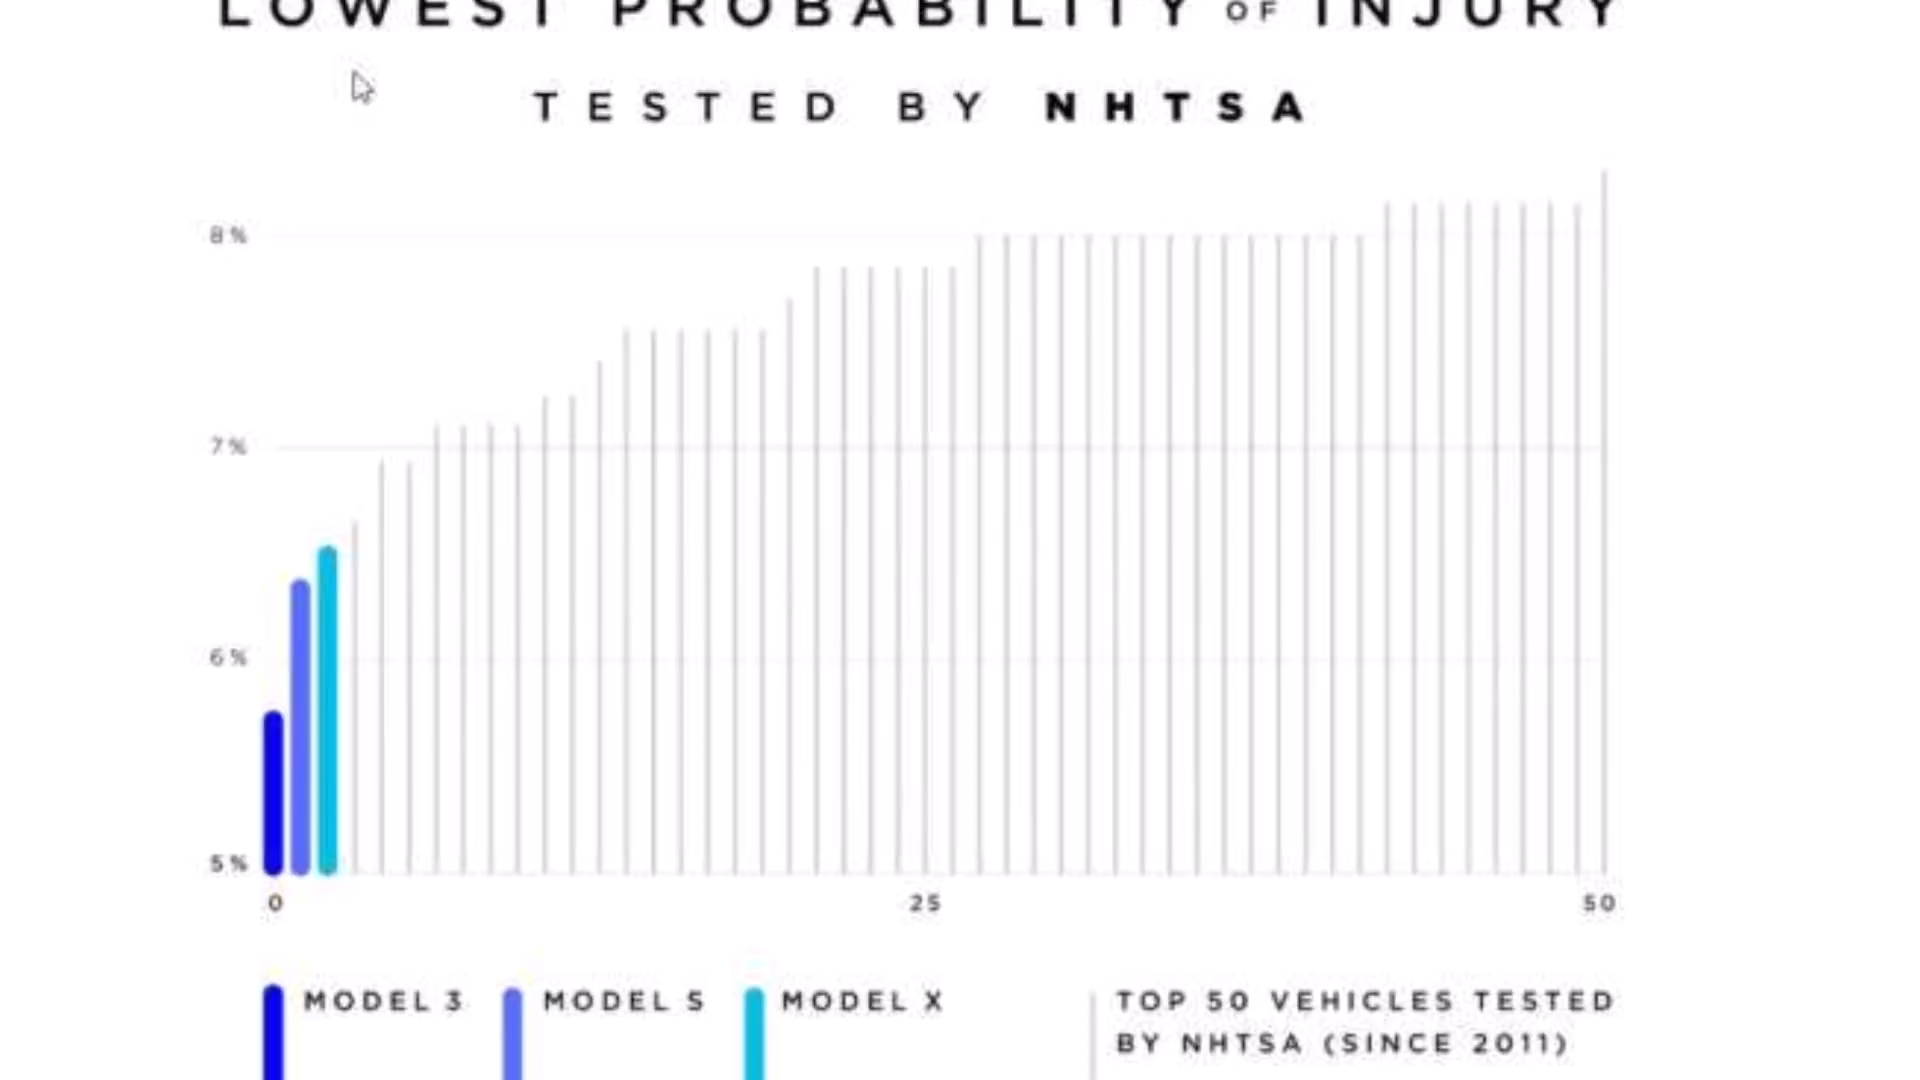 LOWEST PROBABILITY OF INJURY
TESTED BY NHTSA
8%
7%
6%
5%
0 25 50
MODEL 3 MODEL S MODEL X TOP 50 VEHICLES TESTED
BY NHTSA (SINCE 2011)